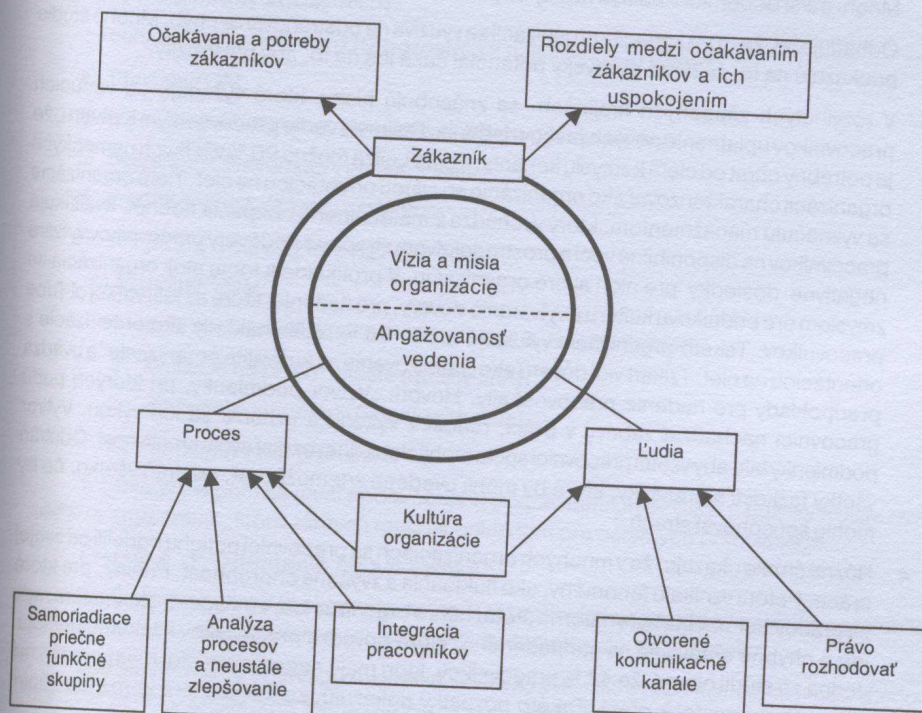 Očakávania a potreby
zákazníkov
Rozdiely medzi očakávaním
zákazníkov a ich
uspokojením
Zákazník
Vízia a misia
organizácie
Angažovanosť
vedenia
Proces
Ľudia
Kultúra
organizácie
Samoriadiace
priečne
funkčné
skupiny
Analýza
procesov
a neustále
zlepšovanie
Integrácia
pracovníkov
Otvorené
komunikačné
kanále
Právo
rozhodovať